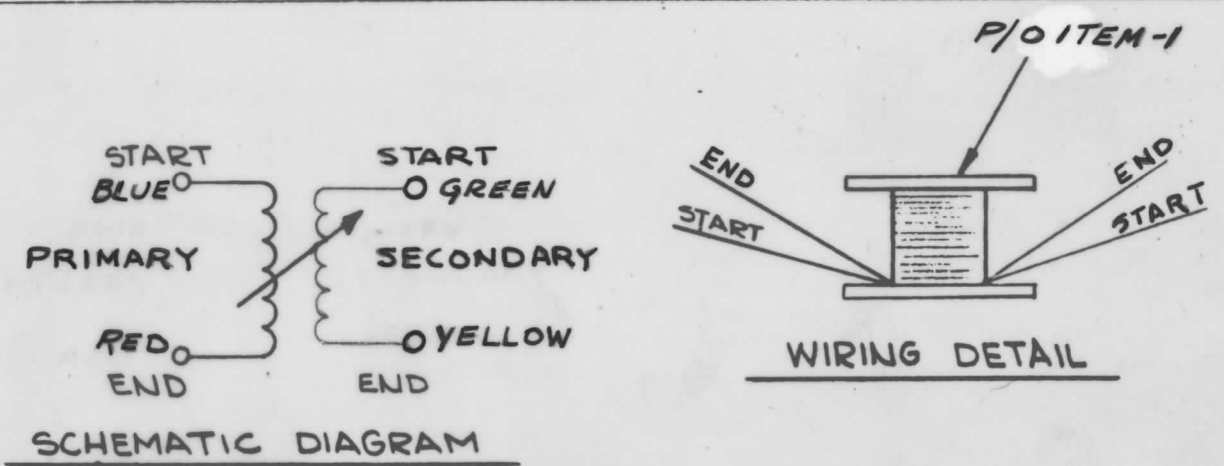 P/O ITEM-1
START START
BLUE GREEN
PRIMARY SECONDARY
RED YELLOW
END END
SCHEMATIC DIAGRAM
END END
START START
WIRING DETAIL